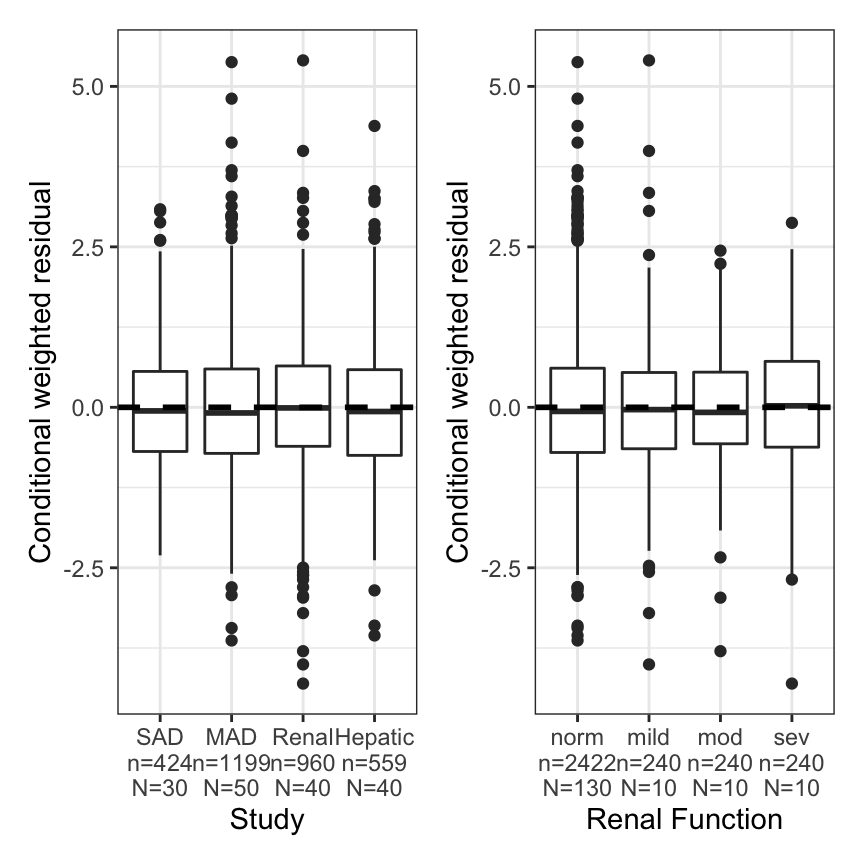 Conditional weighted residual
5.0
2.5
0.0
-2.5
SAD MAD Renal Hepatic
n=424 n=1199 n=960 n=559
N=30 N=50 N=40 N=40
Study
Conditional weighted residual
5.0
2.5
0.0
-2.5
norm mild mod sev
n=2422 n=240 n=240 n=240
N=130 N=10 N=10 N=10
Renal Function